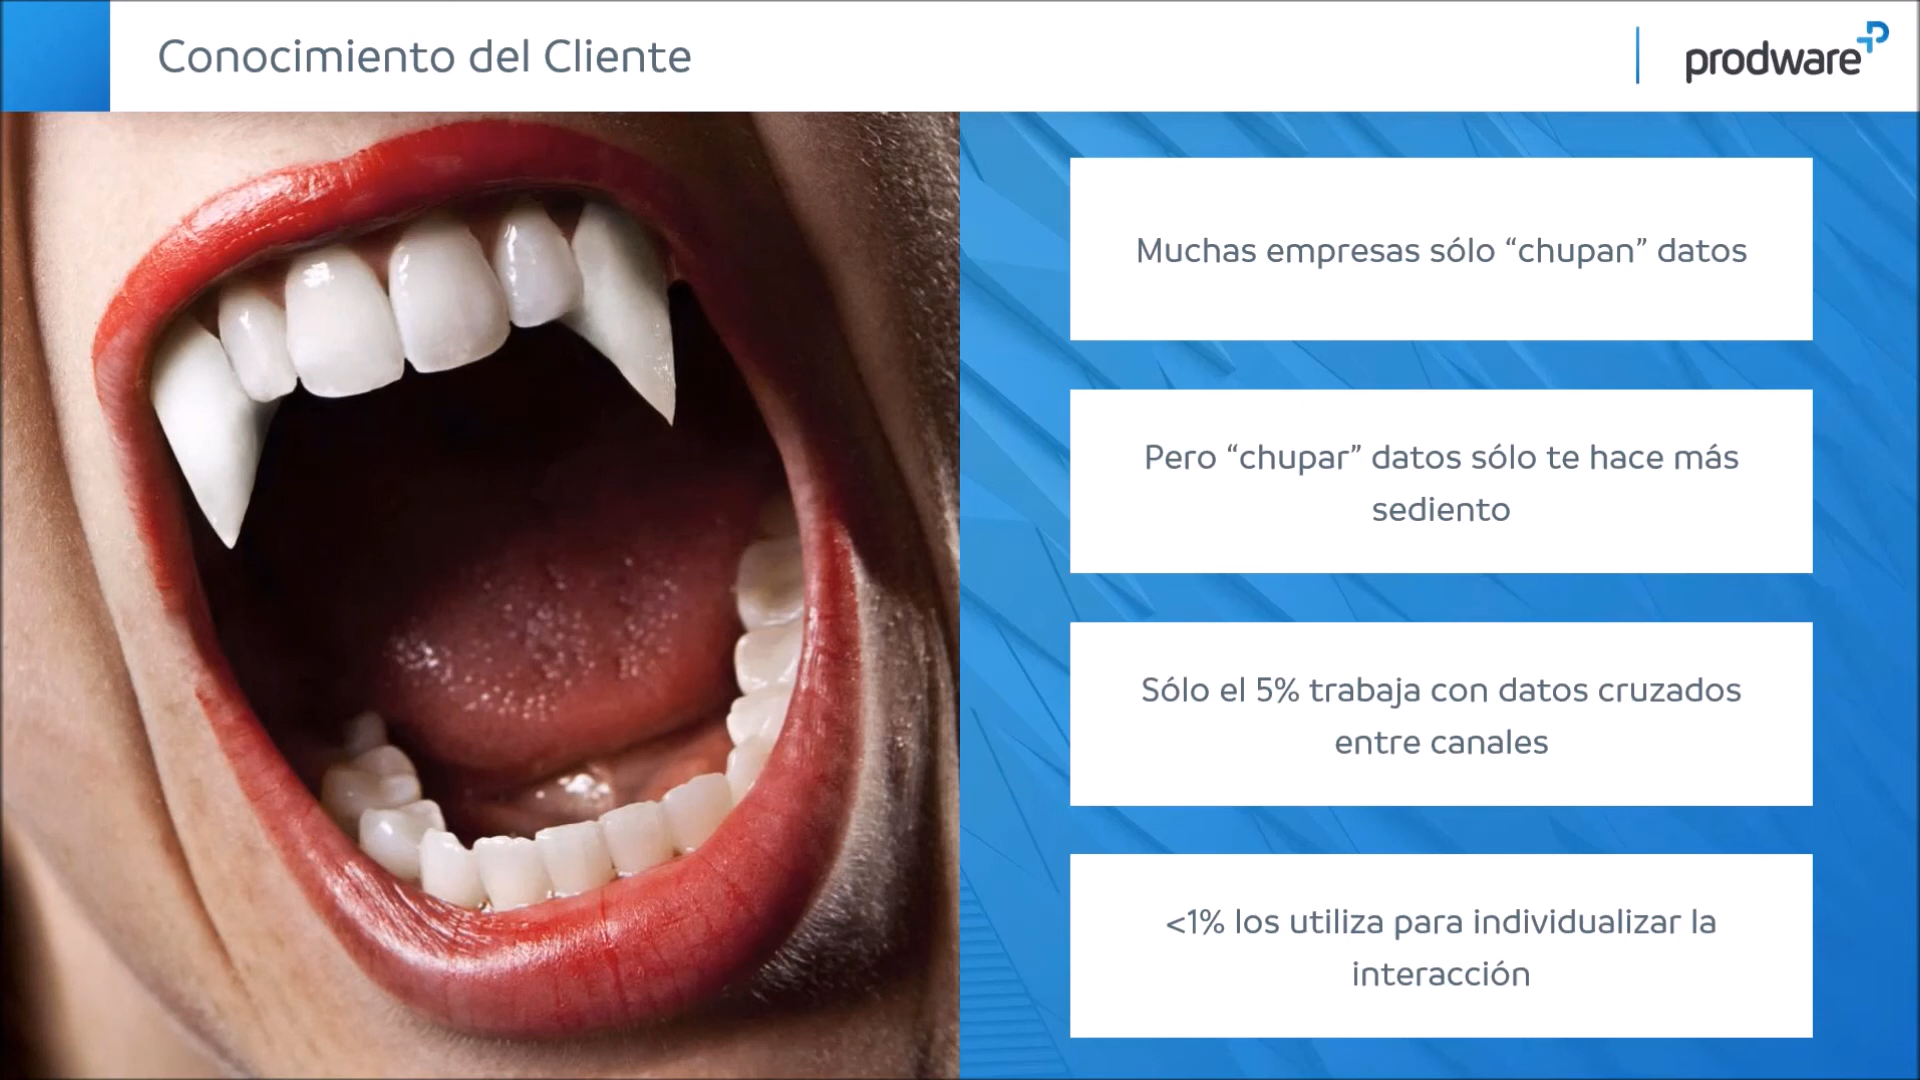 Conocimiento del Cliente
prodware
Muchas empresas sólo “chupan” datos
Pero “chupar” datos sólo te hace más
sediento
Sólo el 5% trabaja con datos cruzados
entre canales
<1% los utiliza para individualizar la
interacción